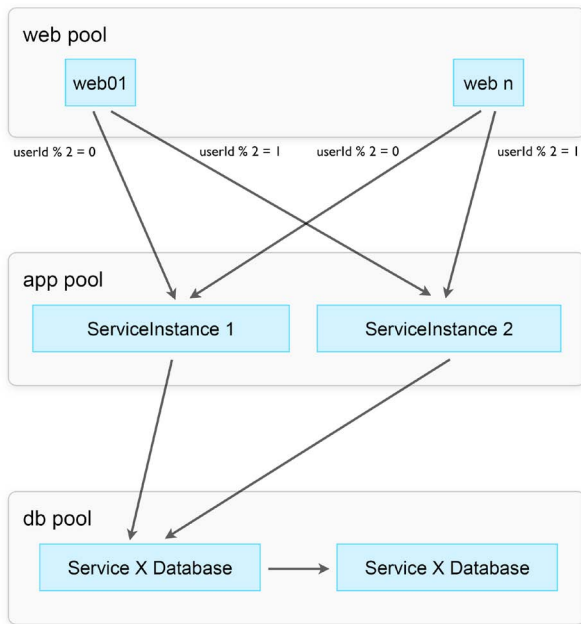 web pool
web01
web n
userId % 2 = 0
userId % 2 = 1
userId % 2 = 0
userId % 2 = 1
app pool
ServiceInstance 1
ServiceInstance 2
db pool
Service X Database
Service X Database